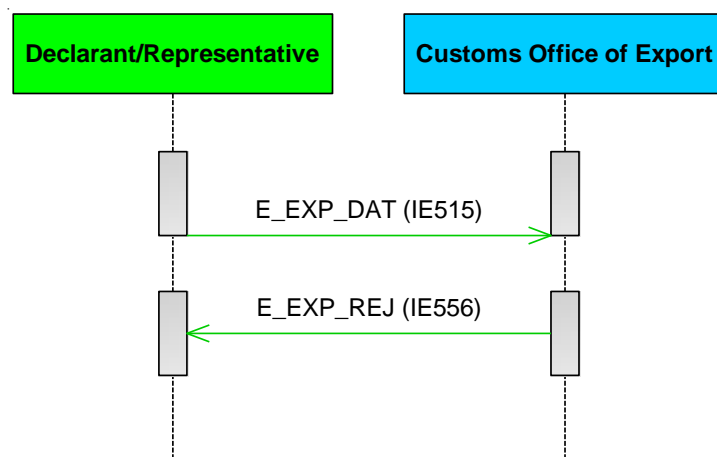 Declarant/Representative
Customs Office of Export
E_EXP_DAT (IE515)
E_EXP_REJ (IE556)